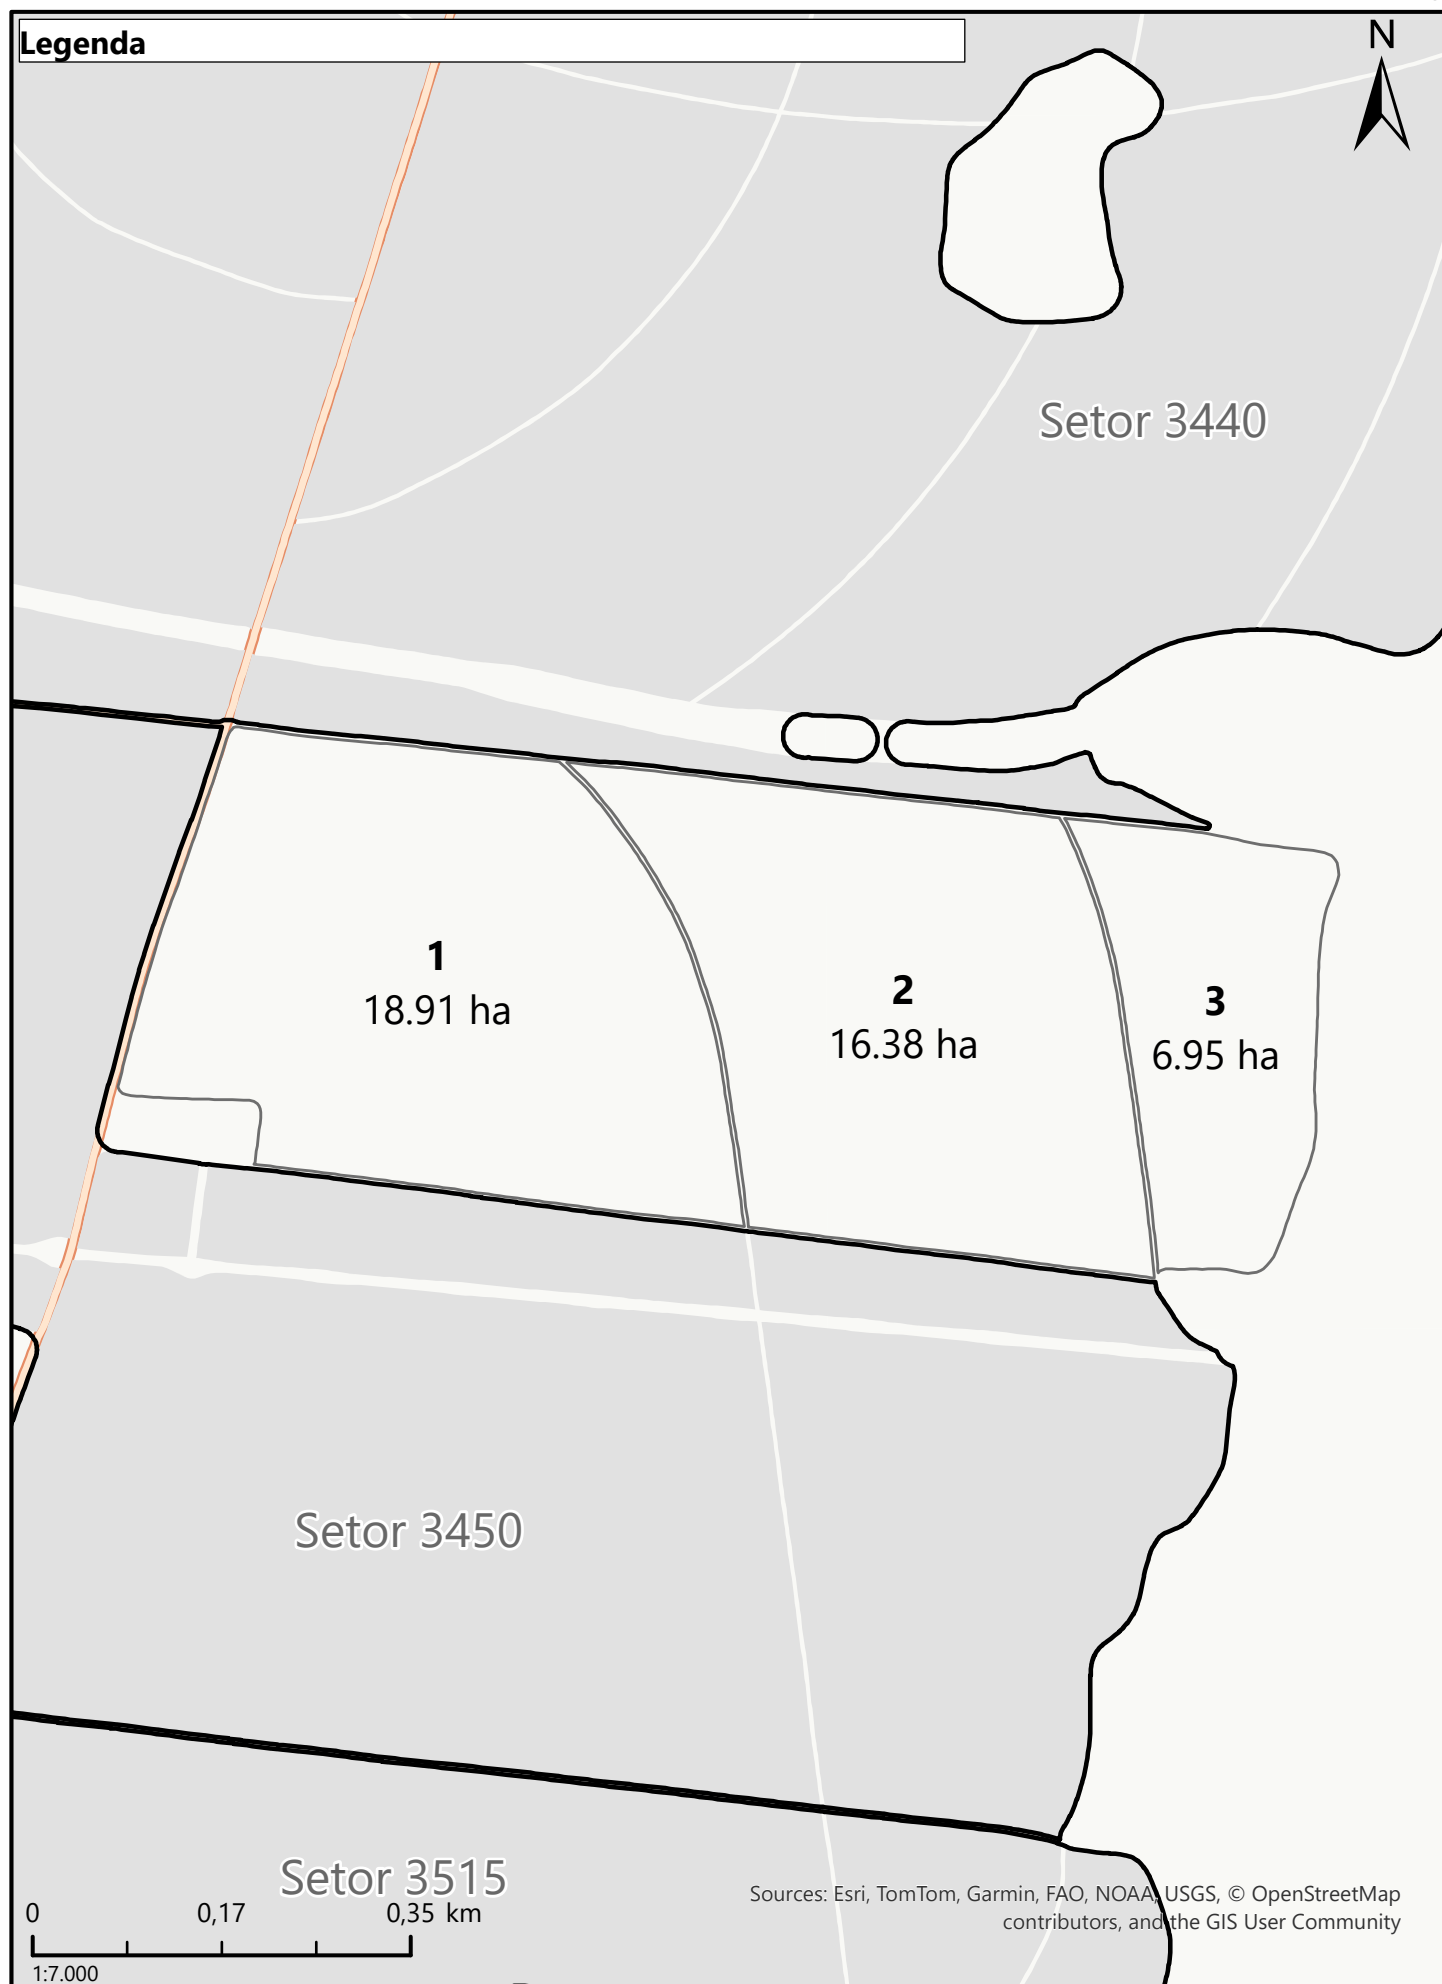 Legenda
N
Setor 3440
1
18.91 ha
2
16.38 ha
3
6.95 ha
Setor 3450
Setor 3515
Sources: Esri, TomTom, Garmin, FAO, NOAA, USGS, © OpenStreetMap
contributors, and the GIS User Community
0 0,17 0,35 km
1:7.000